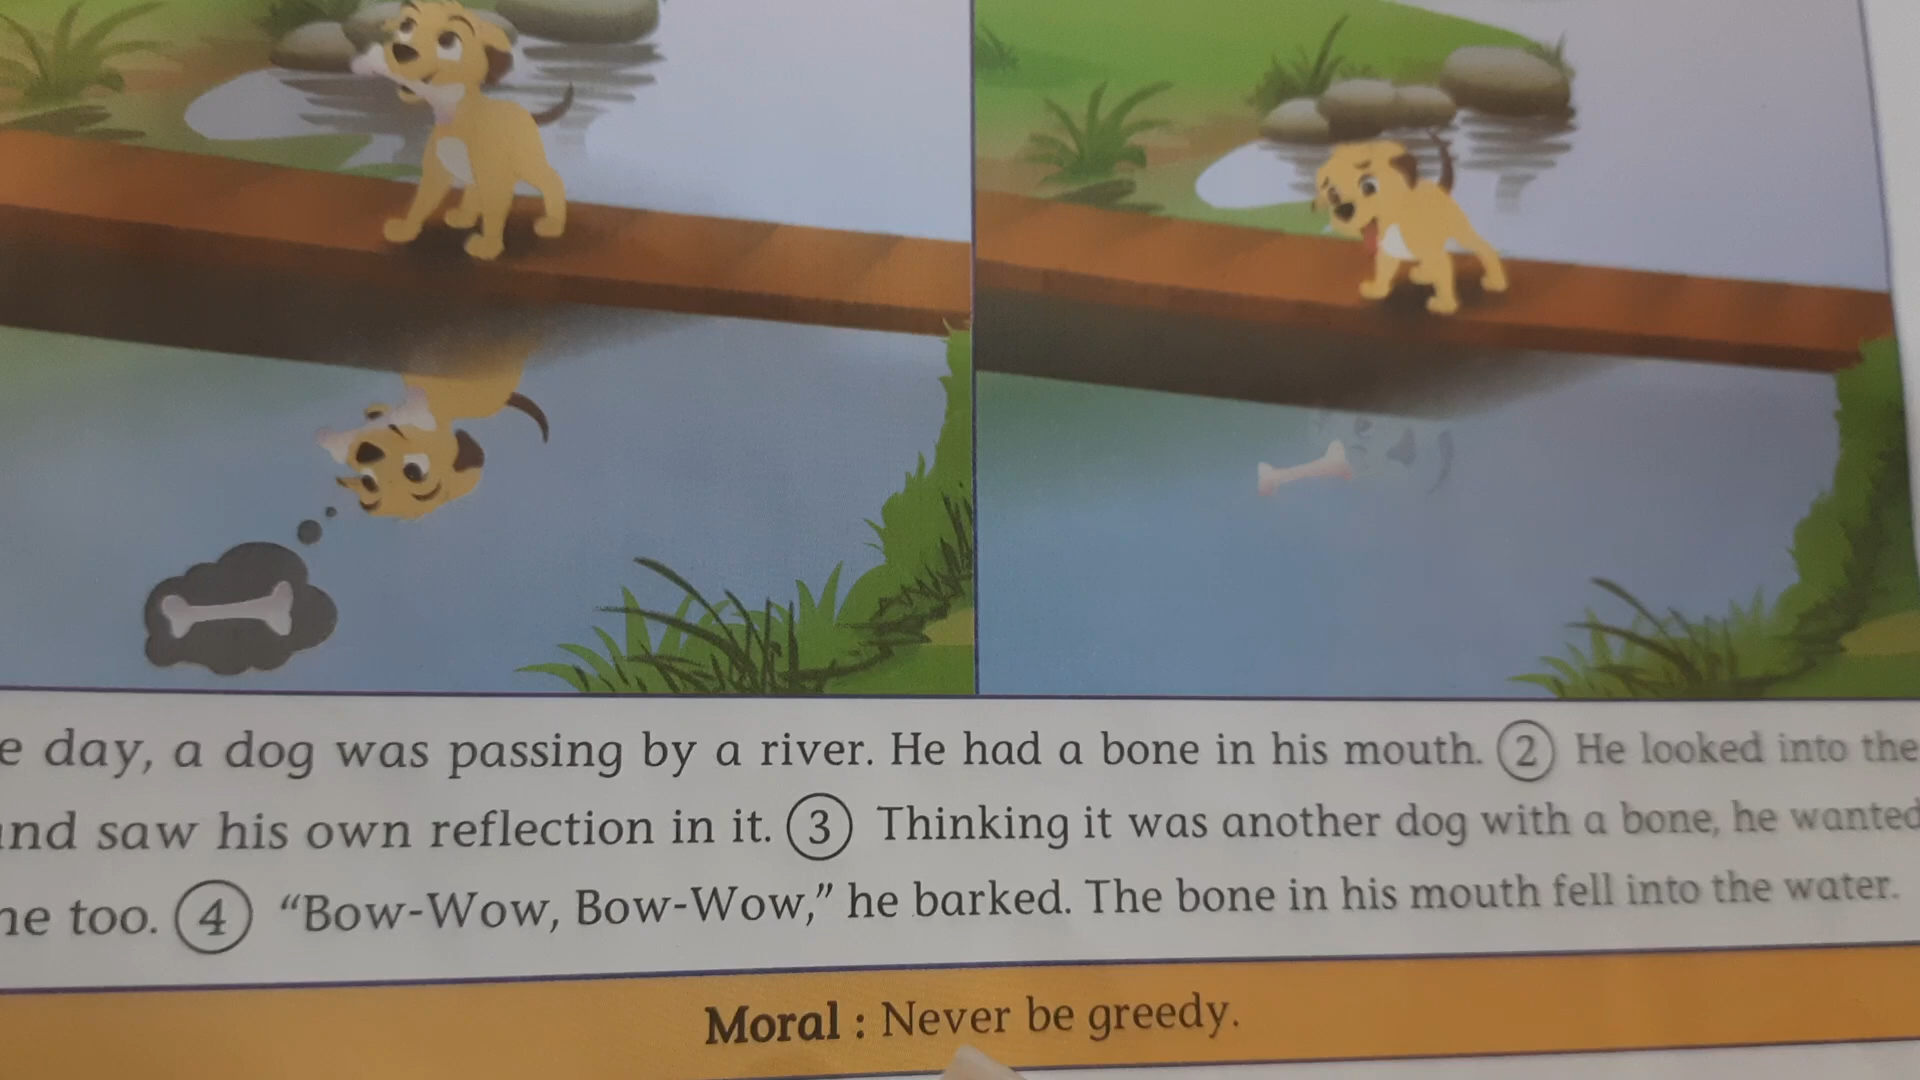 day, a dog was passing by a river. He had a bone in his mouth. ② He looked into the
saw his own reflection in it. ③ Thinking it was another dog with a bone, he wanted
too. ④ “Bow-Wow, Bow-Wow,” he barked. The bone in his mouth fell into the water.
Moral : Never be greedy.